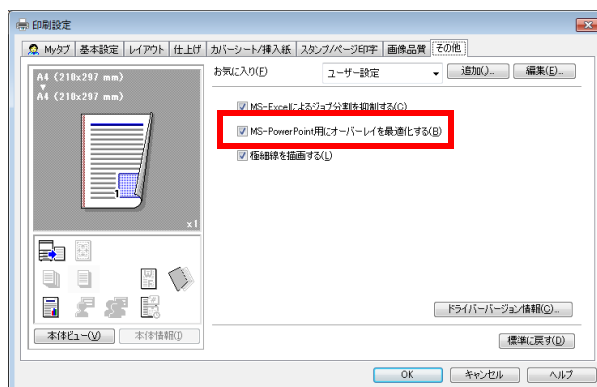 印刷設定
Myタブ 基本設定 レイアウト 仕上げ カバーシート/挿入紙 スタンプ/ページ印字 画像品質 その他
A4 (210x297 mm)
A4 (210x297 mm)
1
x1
お気に入り(F) ユーザー設定 追加(J)... 編集(E)...
MS-Excelによるジョブ分割を抑制する(C)
MS-PowerPoint用にオーバーレイを最適化する(B)
極細線を描画する(L)
ドライバーバージョン情報(G)...
本体ビュー(V) 本体情報(I)
標準に戻す(D)
OK キャンセル ヘルプ